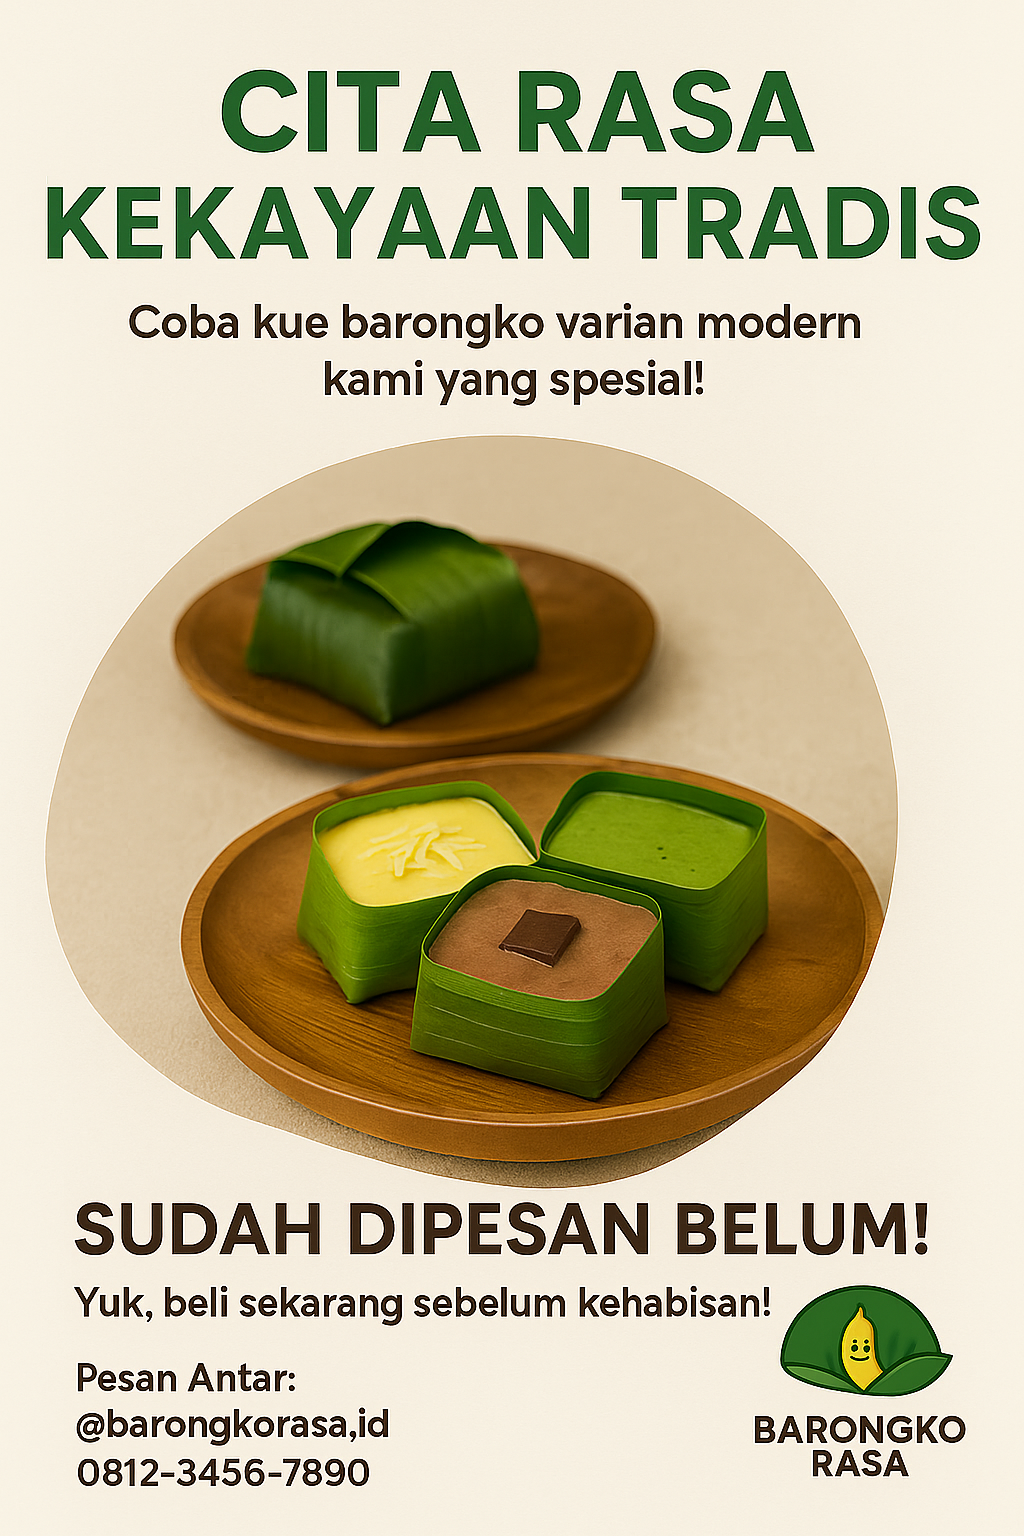 CITA RASA
KEKAYAAN TRADIS
Coba kue barongko varian modern
kami yang spesial!
SUDAH DIPESAN BELUM!
Yuk, beli sekarang sebelum kehabisan!
Pesan Antar:
@barongkorasa,id
0812-3456-7890
BARONGKO
RASA